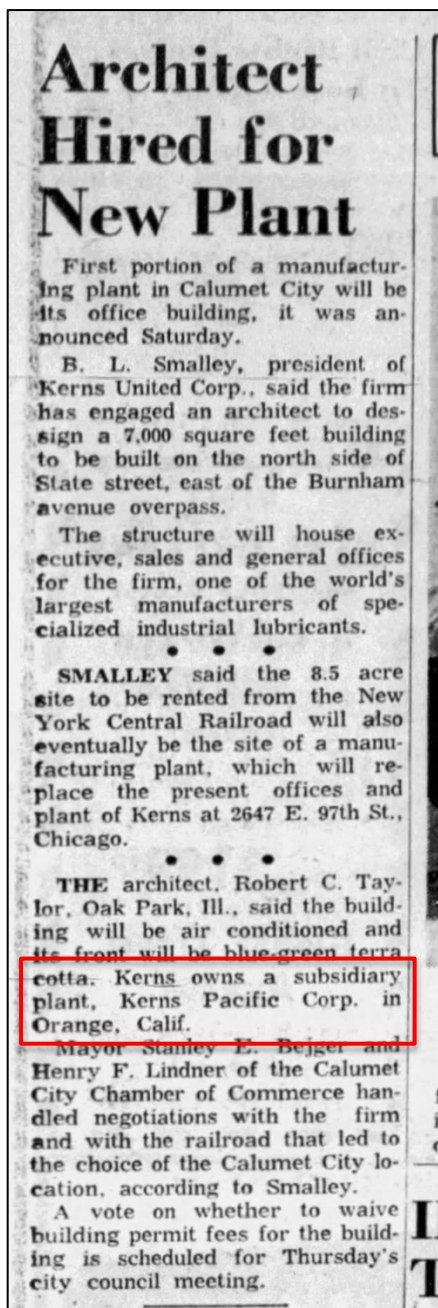 Architect
Hired for
New Plant
First portion of a manufactur-
ing plant in Calumet City will be
its office building, it was an-
nounced Saturday.
B. L. Smalley, president of
Kerns United Corp., said the firm
has engaged an architect to des-
sign a 7,000 square feet building
to be built on the north side of
State street, east of the Burnham
avenue overpass.
The structure will house ex-
ecutive, sales and general offices
for the firm, one of the world's
largest manufacturers of spe-
cialized industrial lubricants.
• • •
SMALLEY said the 8.5 acre
site to be rented from the New
York Central Railroad will also
eventually be the site of a manu-
facturing plant, which will re-
place the present offices and
plant of Kerns at 2647 E. 97th St.,
Chicago.
• • •
THE architect, Robert C. Tay-
lor, Oak Park, Ill., said the build-
ing will be air conditioned and
its front will be blue-green terra
cotta. Kerns owns a subsidiary
plant, Kerns Pacific Corp. in
Orange, Calif.
Mayor Stanley E. Bejger and
Henry F. Lindner of the Calumet
City Chamber of Commerce han-
dled negotiations with the firm
and with the railroad that led to
the choice of the Calumet City lo-
cation, according to Smalley.
A vote on whether to waive
building permit fees for the build-
ing is scheduled for Thursday's
city council meeting.